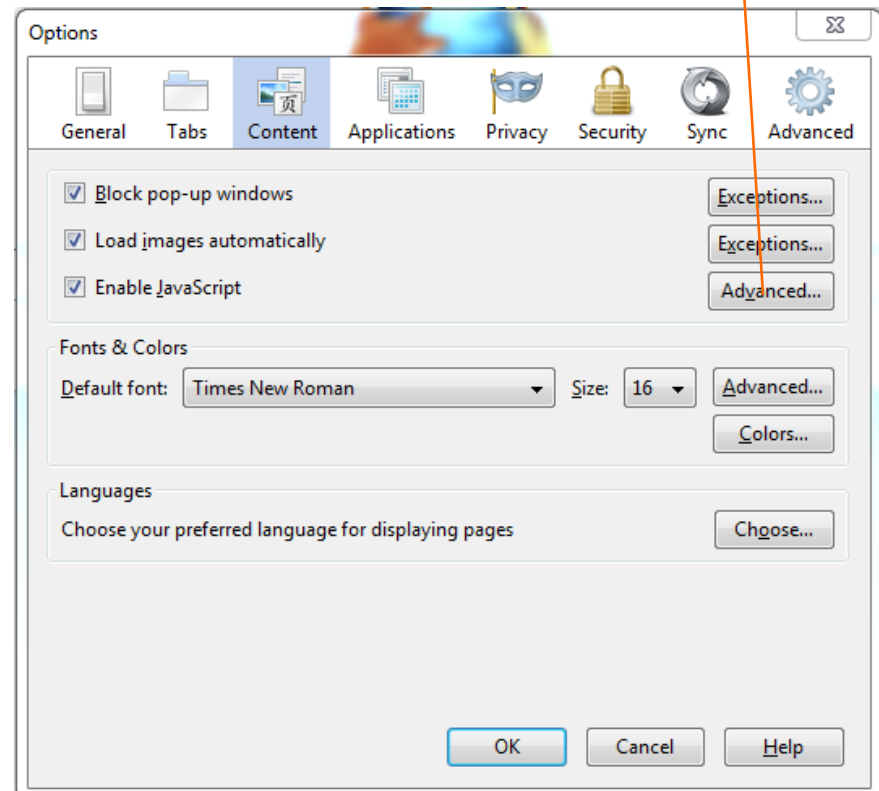 Options
General Tabs Content Applications Privacy Security Sync Advanced
页
Block pop-up windows Exceptions...
Load images automatically Exceptions...
Enable JavaScript Advanced...
Fonts & Colors
Default font: Times New Roman Size: 16 Advanced...
Colors...
Languages
Choose your preferred language for displaying pages Choose...
OK Cancel Help